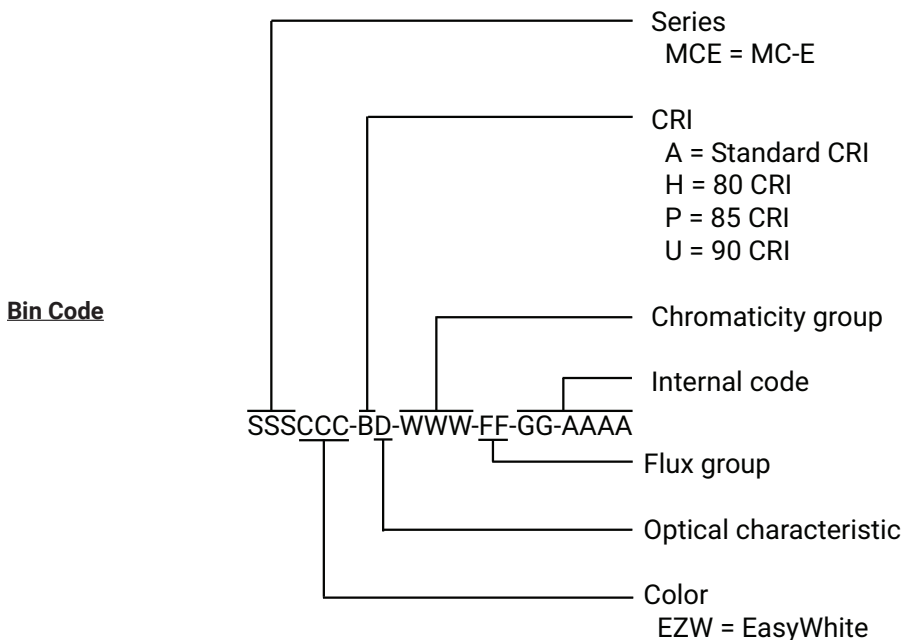 Series
MCE = MC-E
CRI
A = Standard CRI
H = 80 CRI
P = 85 CRI
U = 90 CRI
Bin Code
Chromaticity group
Internal code
SSSCCC-BD-WWW-FF-GG-AAAA
Flux group
Optical characteristic
Color
EZW = EasyWhite